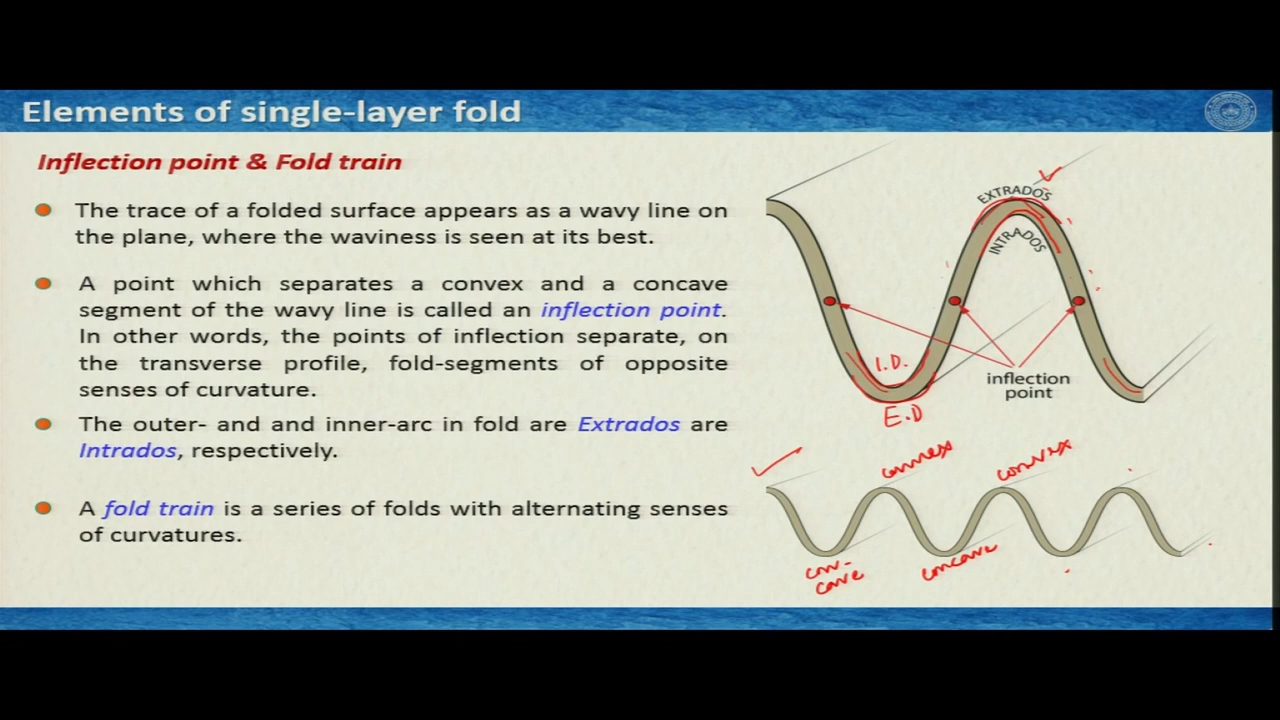 Elements of single-layer fold
Inflection point & Fold train
The trace of a folded surface appears as a wavy line on
the plane, where the waviness is seen at its best.
A point which separates a convex and a concave
segment of the wavy line is called an inflection point.
In other words, the points of inflection separate, on
the transverse profile, fold-segments of opposite
senses of curvature.
The outer- and and inner-arc in fold are Extrados are
Intrados, respectively.
A fold train is a series of folds with alternating senses
of curvatures.
EXTRADOS
INTRADOS
I.D.
E.D
inflection
point
convex
convex
con-
cave
concave